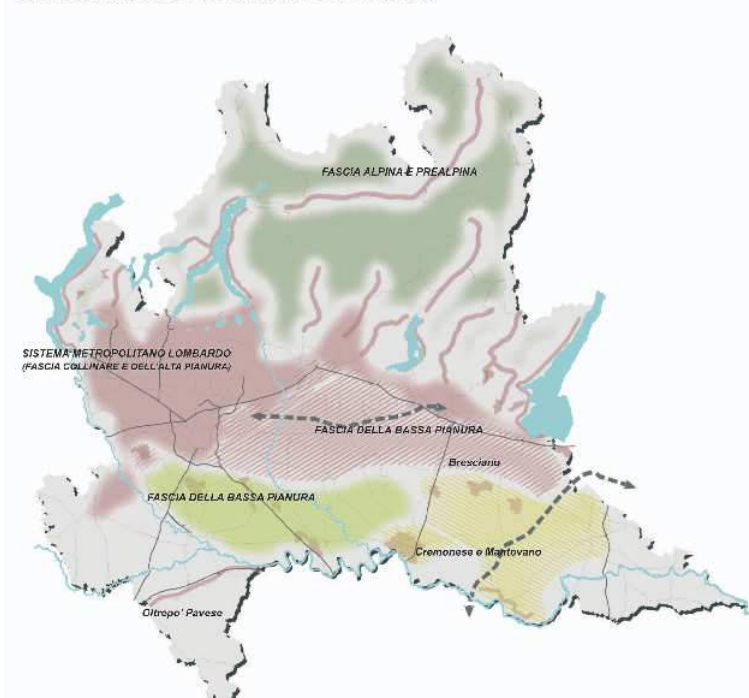 FASCIA ALPINA E PREALPINA
SISTEMA METROPOLITANO LOMBARDO
(FASCIA COLLINARE E DELL'ALTA PIANURA)
FASCIA DELLA BASSA PIANURA
Bresciano
FASCIA DELLA BASSA PIANURA
Cremonese e Mantovano
Oltrepo' Pavese